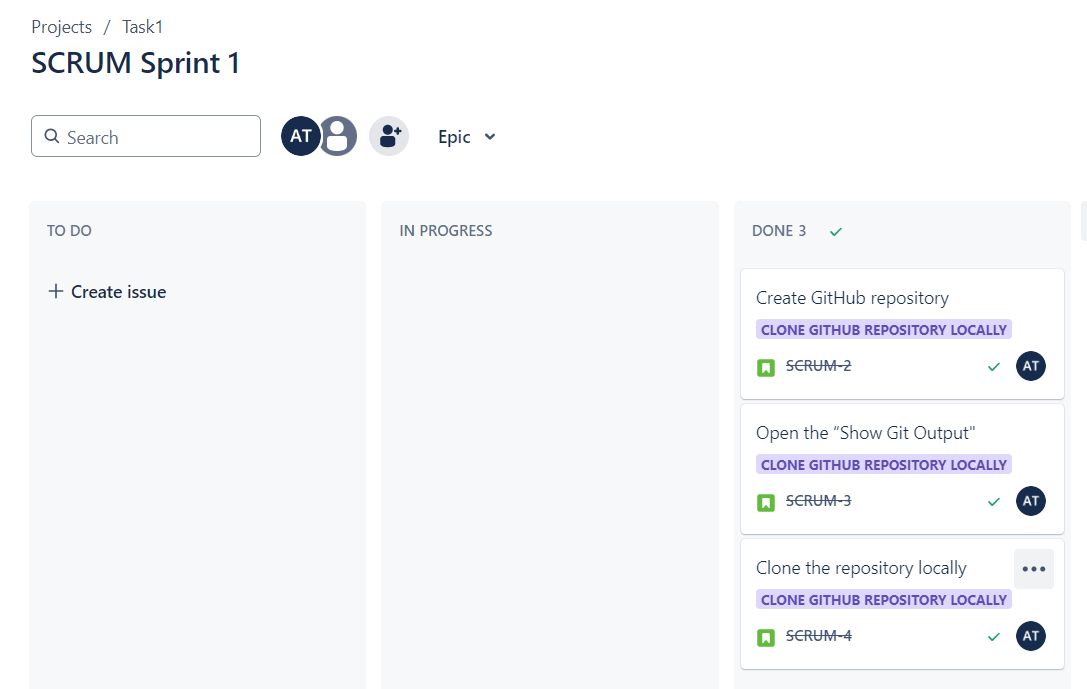 Projects / Task1
SCRUM Sprint 1
Search
AT
Epic
TO DO
Create issue
IN PROGRESS
DONE 3
Create GitHub repository
CLONE GITHUB REPOSITORY LOCALLY
SCRUM-2
AT
Open the “Show Git Output"
CLONE GITHUB REPOSITORY LOCALLY
SCRUM-3
AT
Clone the repository locally
CLONE GITHUB REPOSITORY LOCALLY
SCRUM-4
AT